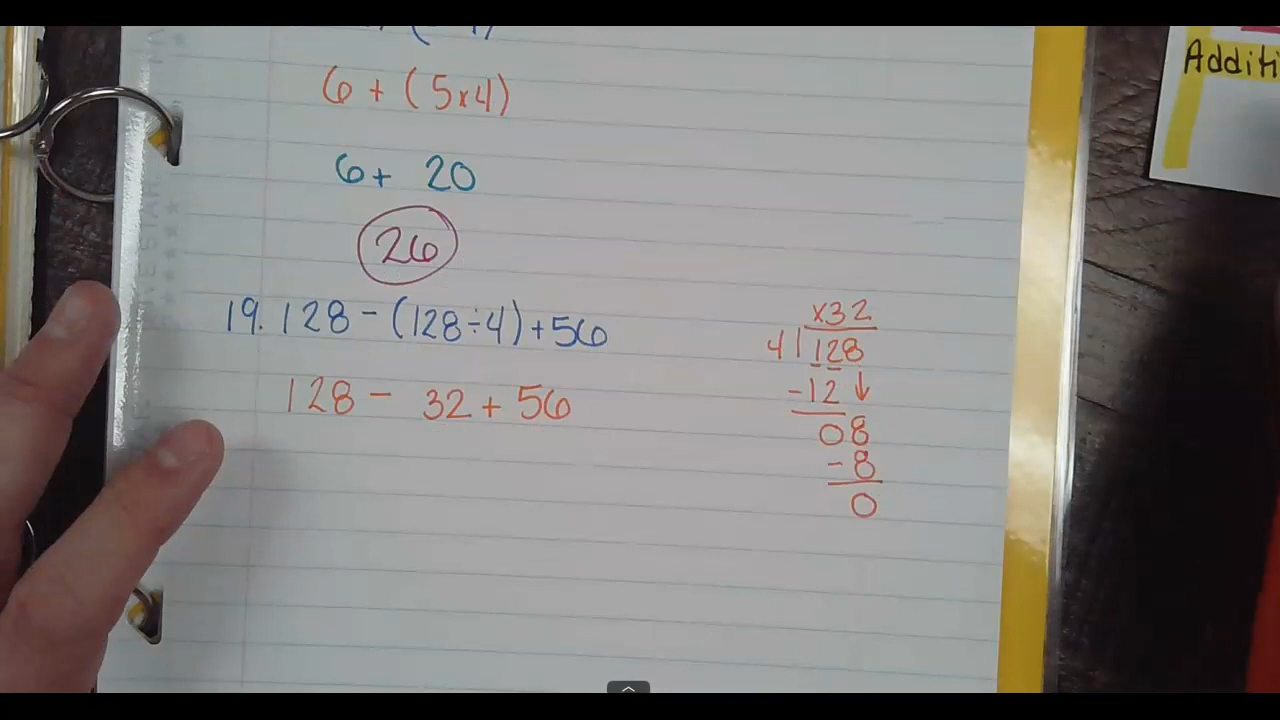 6 + (5x4)
6 + 20
26
19. 128 - (128÷4) + 56
128 - 32 + 56
x32
4 128
-12 ↓
08
-8
0
Additi